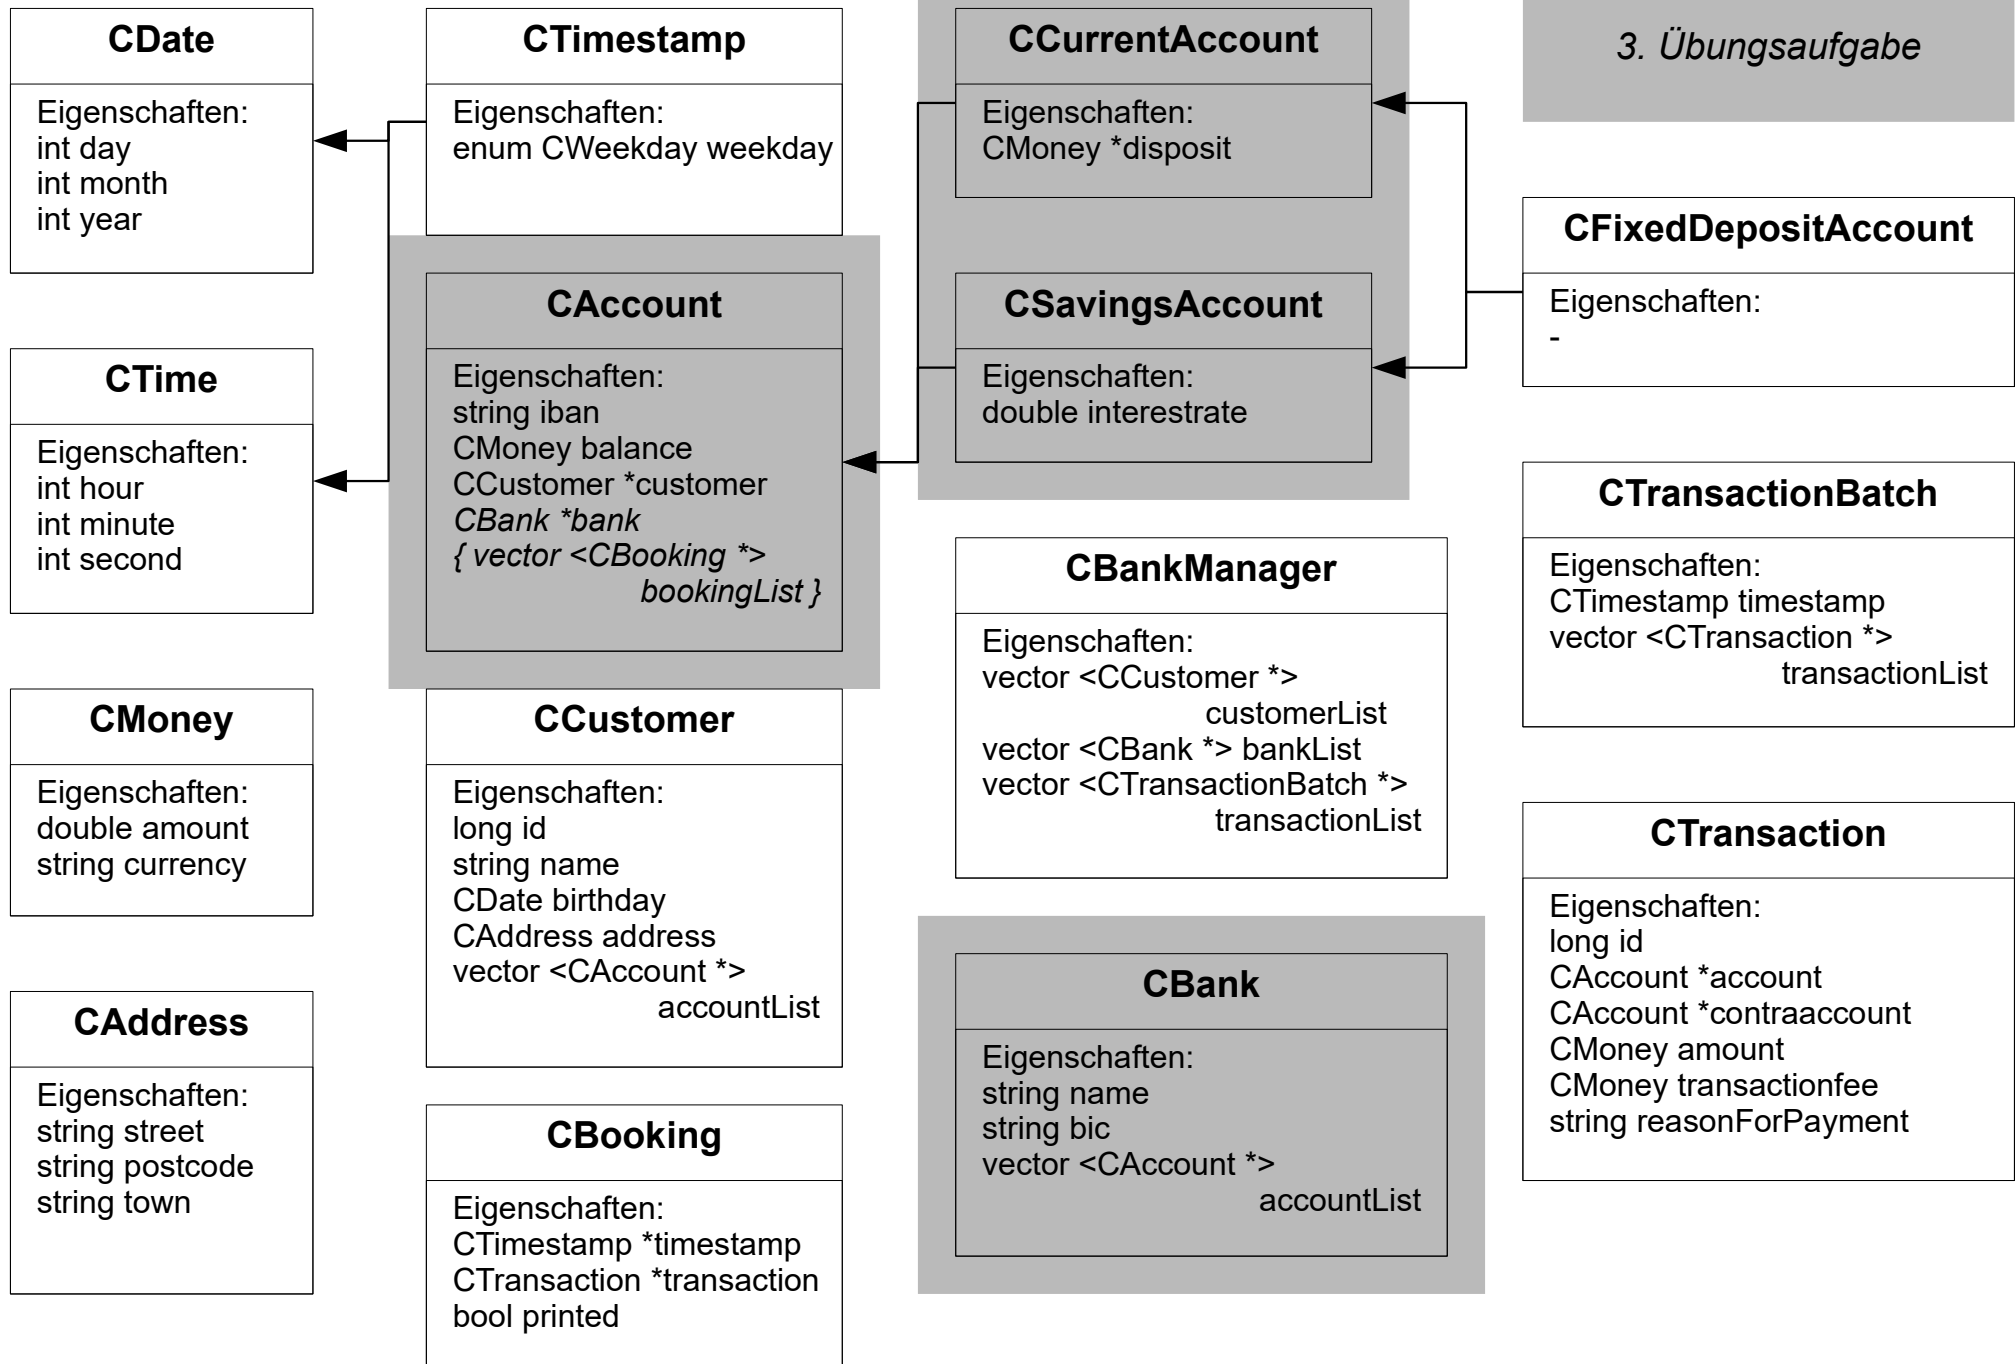 CDate
Eigenschaften:
int day
int month
int year
CTime
Eigenschaften:
int hour
int minute
int second
CMoney
Eigenschaften:
double amount
string currency
CAddress
Eigenschaften:
string street
string postcode
string town
CTimestamp
Eigenschaften:
enum CWeekday weekday
CAccount
Eigenschaften:
string iban
CMoney balance
CCustomer *customer
CBank *bank
{ vector <CBooking *>
bookingList }
CCustomer
Eigenschaften:
long id
string name
CDate birthday
CAddress address
vector <CAccount *>
accountList
CBooking
Eigenschaften:
CTimestamp *timestamp
CTransaction *transaction
bool printed
CCurrentAccount
Eigenschaften:
CMoney *disposit
CSavingsAccount
Eigenschaften:
double interestrate
CBankManager
Eigenschaften:
vector <CCustomer *>
customerList
vector <CBank *> bankList
vector <CTransactionBatch *>
transactionList
CBank
Eigenschaften:
string name
string bic
vector <CAccount *>
accountList
3. Übungsaufgabe
CFixedDepositAccount
Eigenschaften:
-
CTransactionBatch
Eigenschaften:
CTimestamp timestamp
vector <CTransaction *>
transactionList
CTransaction
Eigenschaften:
long id
CAccount *account
CAccount *contraaccount
CMoney amount
CMoney transactionfee
string reasonForPayment